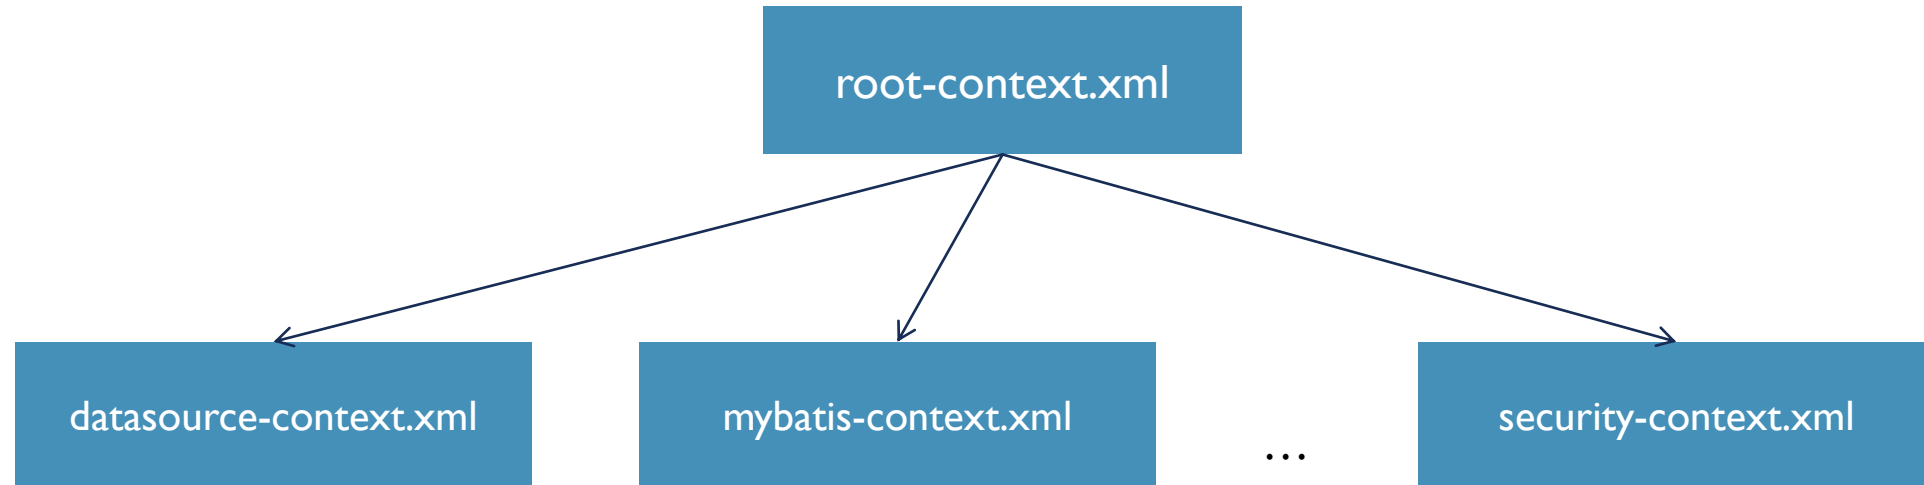 root-context.xml
datasource-context.xml
mybatis-context.xml
...
security-context.xml